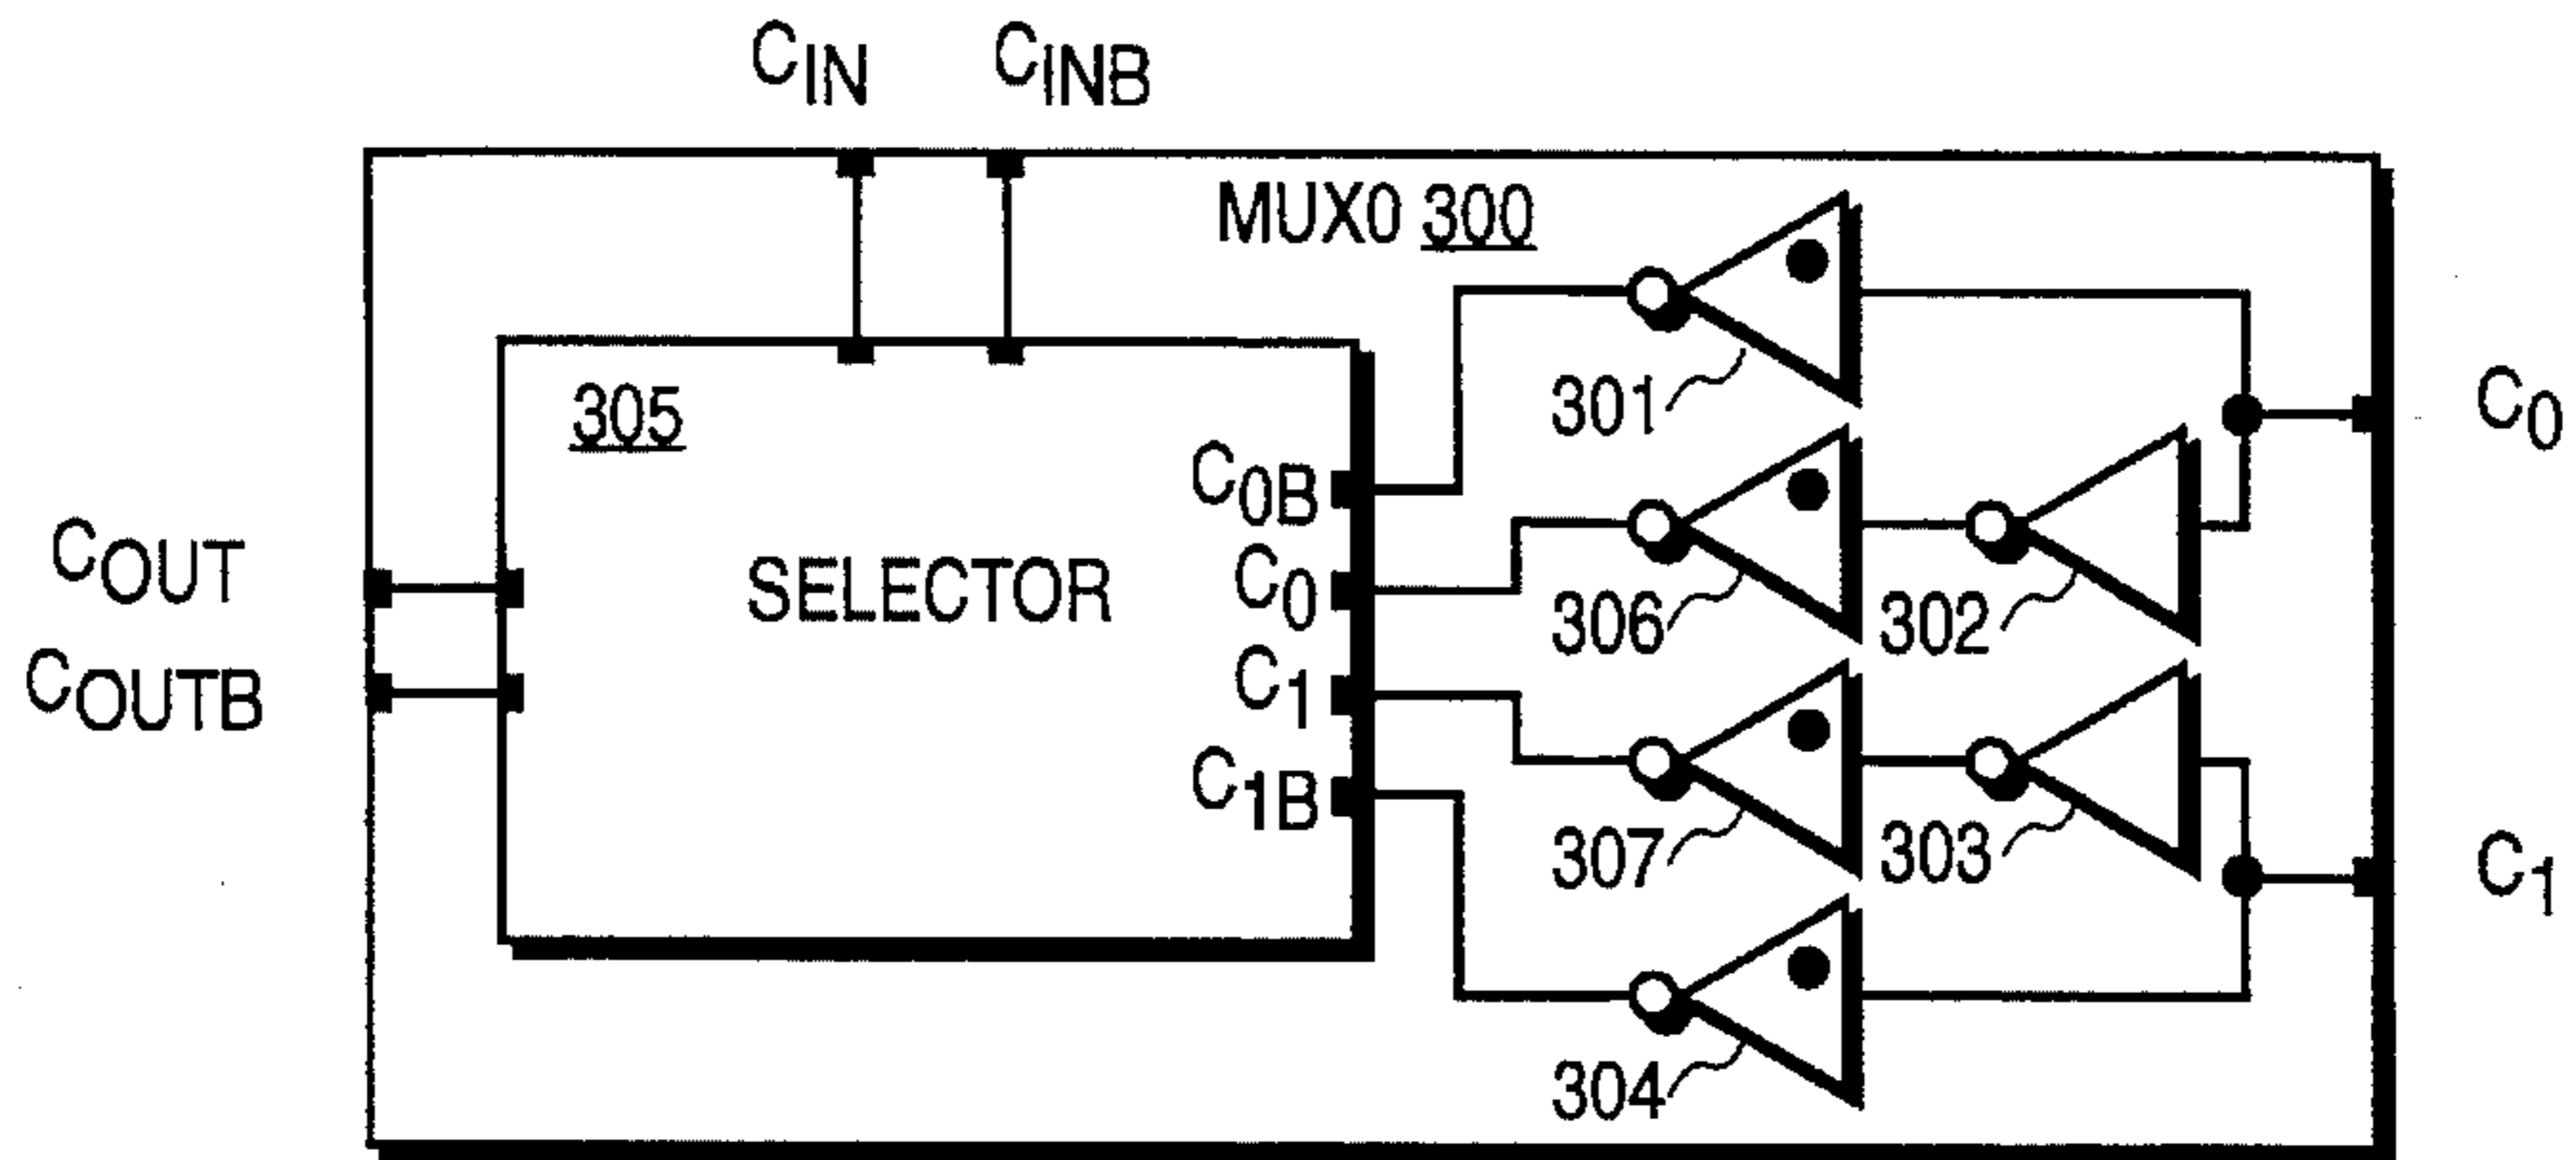 CIN CINB
MUX0 300
305
301
C0
C0B
COUT
SELECTOR
C0
306 302
COUTB
C1
C1B
307 303
C1
304